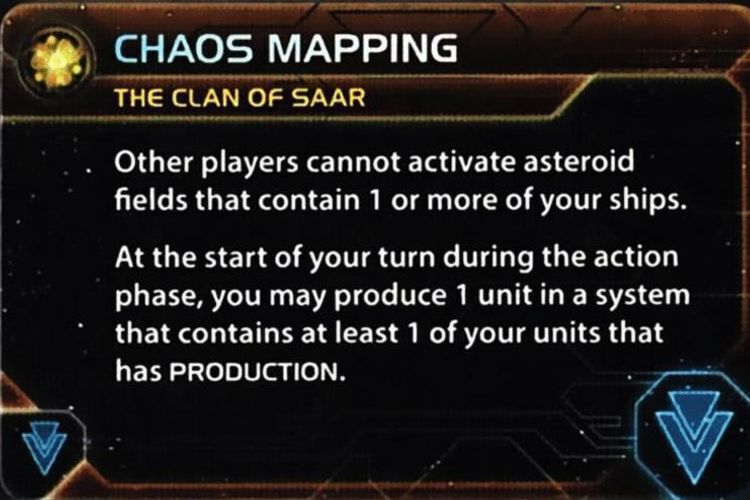 CHAOS MAPPING
THE CLAN OF SAAR
Other players cannot activate asteroid
fields that contain 1 or more of your ships.
At the start of your turn during the action
phase, you may produce 1 unit in a system
that contains at least 1 of your units that
has PRODUCTION.